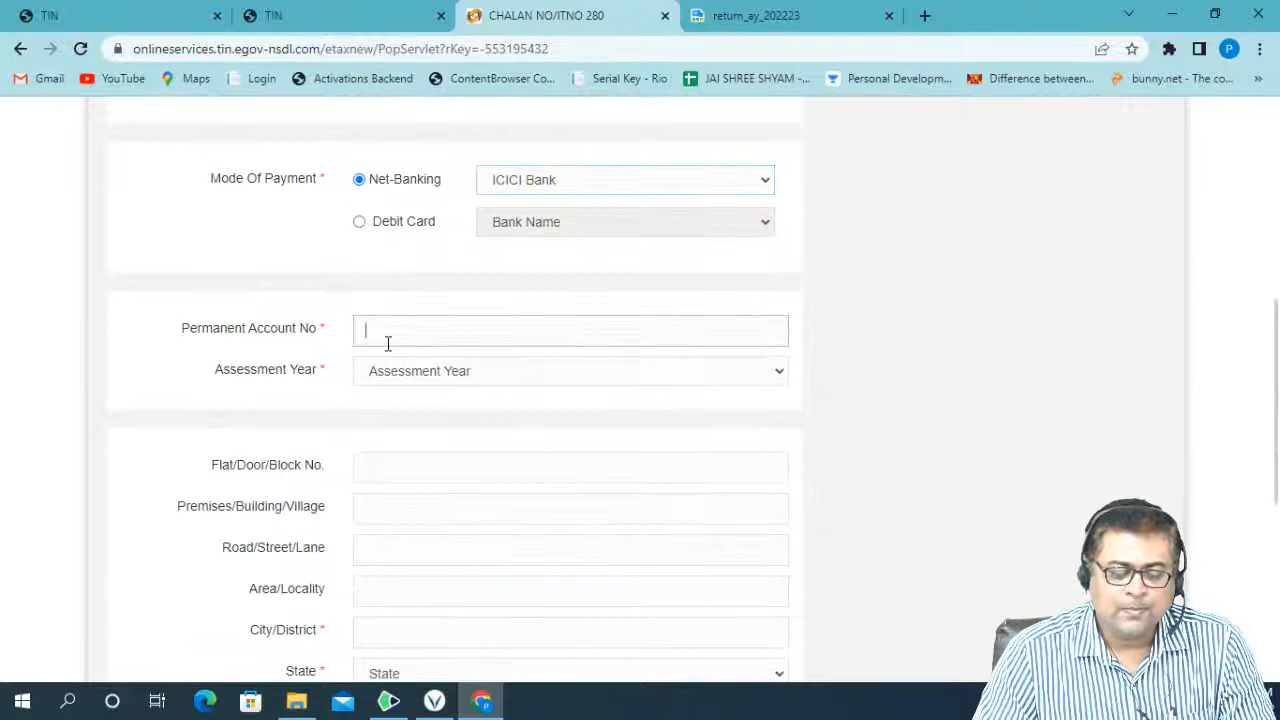 TIN
TIN
CHALAN NO/ITNO 280
return_ay_202223
onlineservices.tin.egov-nsdl.com/etaxnew/PopServlet?rKey=-553195432
P
Gmail
YouTube
Maps
Login
Activations Backend
ContentBrowser Co...
Serial Key - Rio
JAI SHREE SHYAM -...
Personal Developm...
Difference between...
bunny.net - The co...
»
Mode Of Payment *
Net-Banking
ICICI Bank
Debit Card
Bank Name
Permanent Account No *
Assessment Year *
Assessment Year
Flat/Door/Block No.
Premises/Building/Village
Road/Street/Lane
Area/Locality
City/District *
State *
State